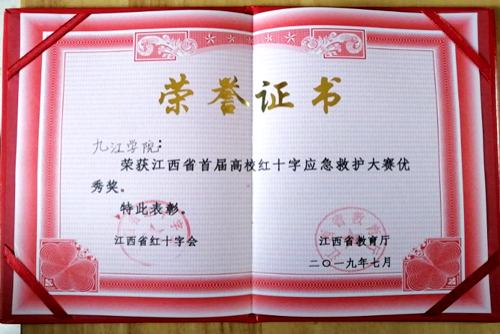 荣誉证书
九江学院：
荣获江西省首届高校红十字应急救护大赛优
秀奖。
特此表彰。
江西省红十字会 江西省教育厅
二〇一九年七月